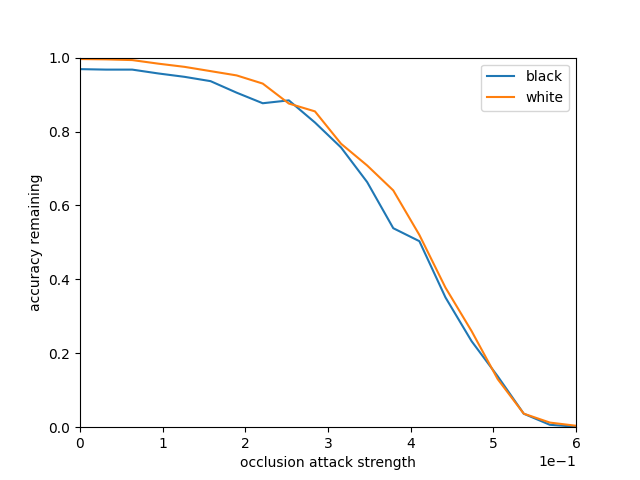 1.0
0.8
0.6
0.4
0.2
0.0
accuracy remaining
black
white
0 1 2 3 4 5 6
1e−1
occlusion attack strength